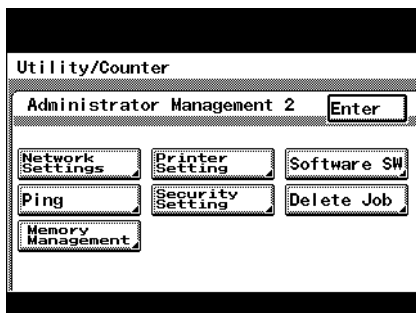 Utility/Counter
Administrator Management 2
Enter
Network
Settings
Printer
Setting
Software SW
Ping
Security
Setting
Delete Job
Memory
Management